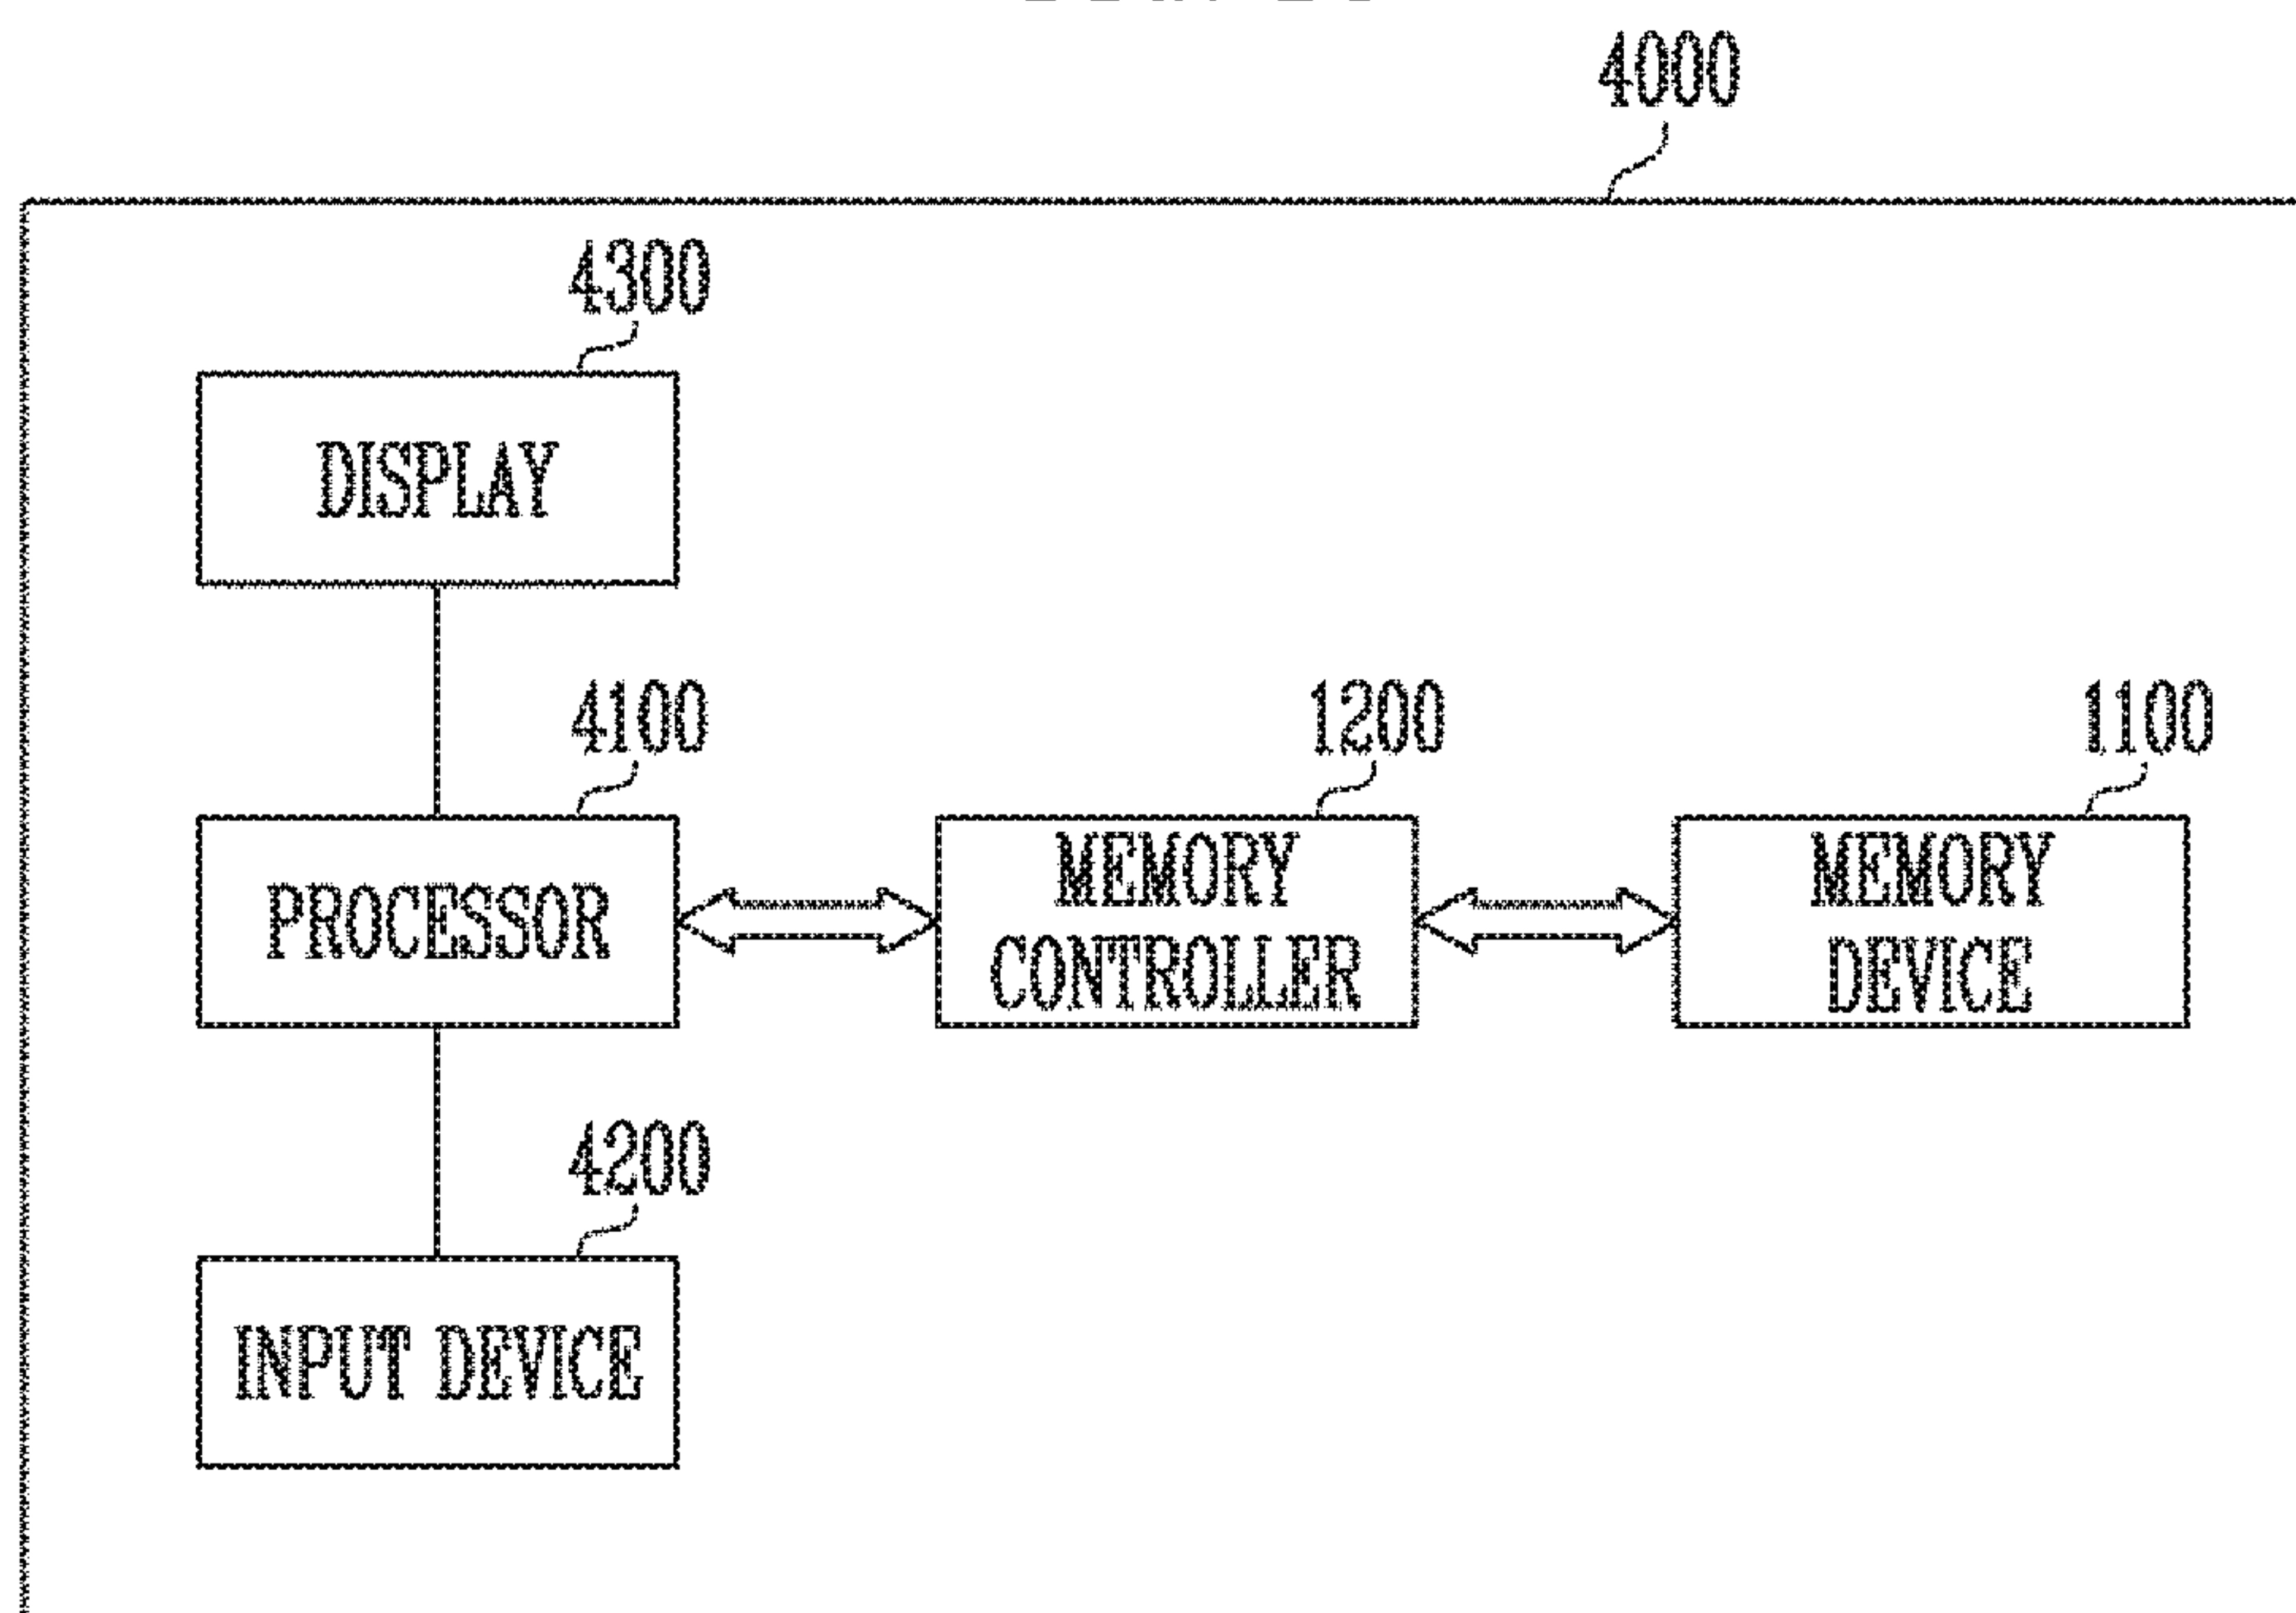 4000
4300
DISPLAY
4100
1200
1100
PROCESSOR
MEMORY
CONTROLLER
MEMORY
DEVICE
4200
INPUT DEVICE